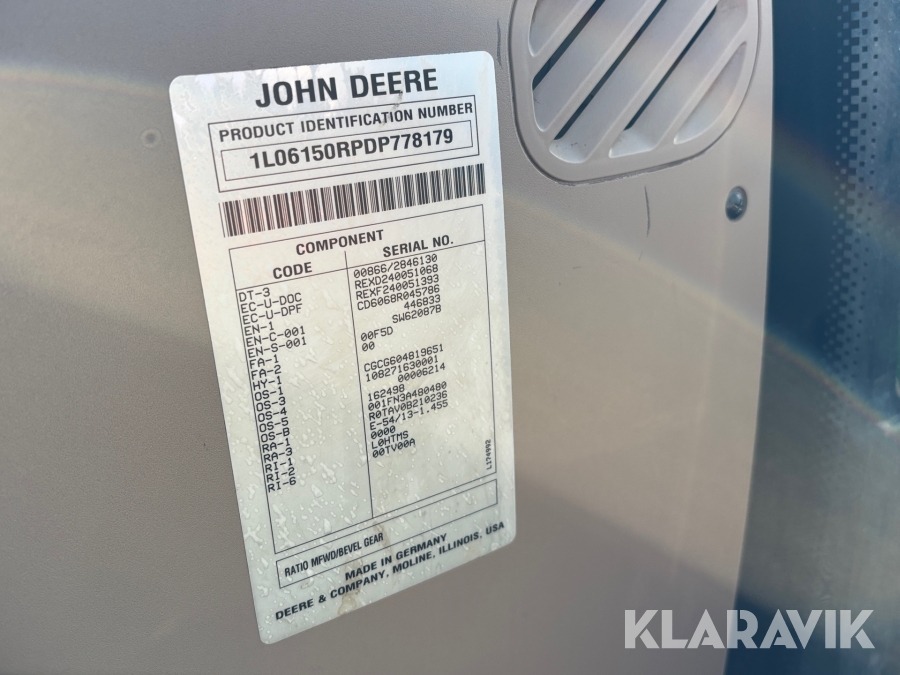 JOHN DEERE
PRODUCT IDENTIFICATION NUMBER
1L06150RPDP778179
COMPONENT
CODE SERIAL NO.
DT-3 00866/2846130
EC-U-DOC REXD240051068
EC-U-DPF REXF240051393
EN-1 CD6068R045786
EN-C-001 446833
EN-S-001 SW62087B
FA-1 00F5D
FA-2 00
HY-1
OS-1 CGCG604819651
OS-3 108271630001
OS-4 00006214
OS-5 162498
OS-B 001FN3A480480
RA-1 R0TAV0B210236
RA-3 E-54/13-1.455
RI-1 0000
RI-2 L0HTMS
RI-6 00TV00A
L174992
RATIO MFWD/BEVEL GEAR
MADE IN GERMANY
DEERE & COMPANY, MOLINE, ILLINOIS, USA
KLARAVIK